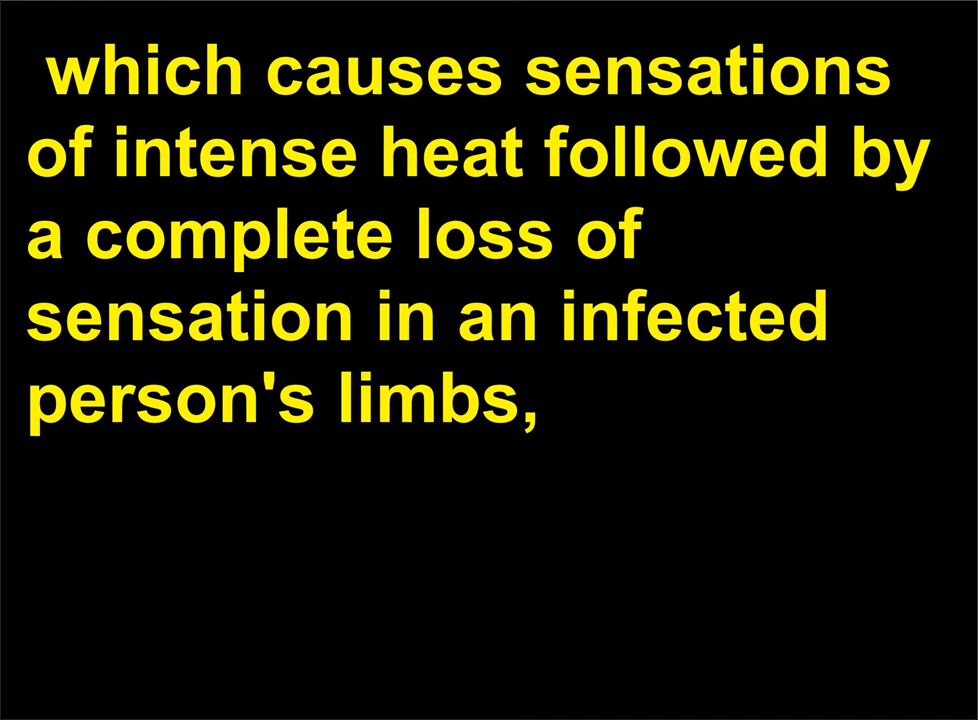 which causes sensations
of intense heat followed by
a complete loss of
sensation in an infected
person's limbs,